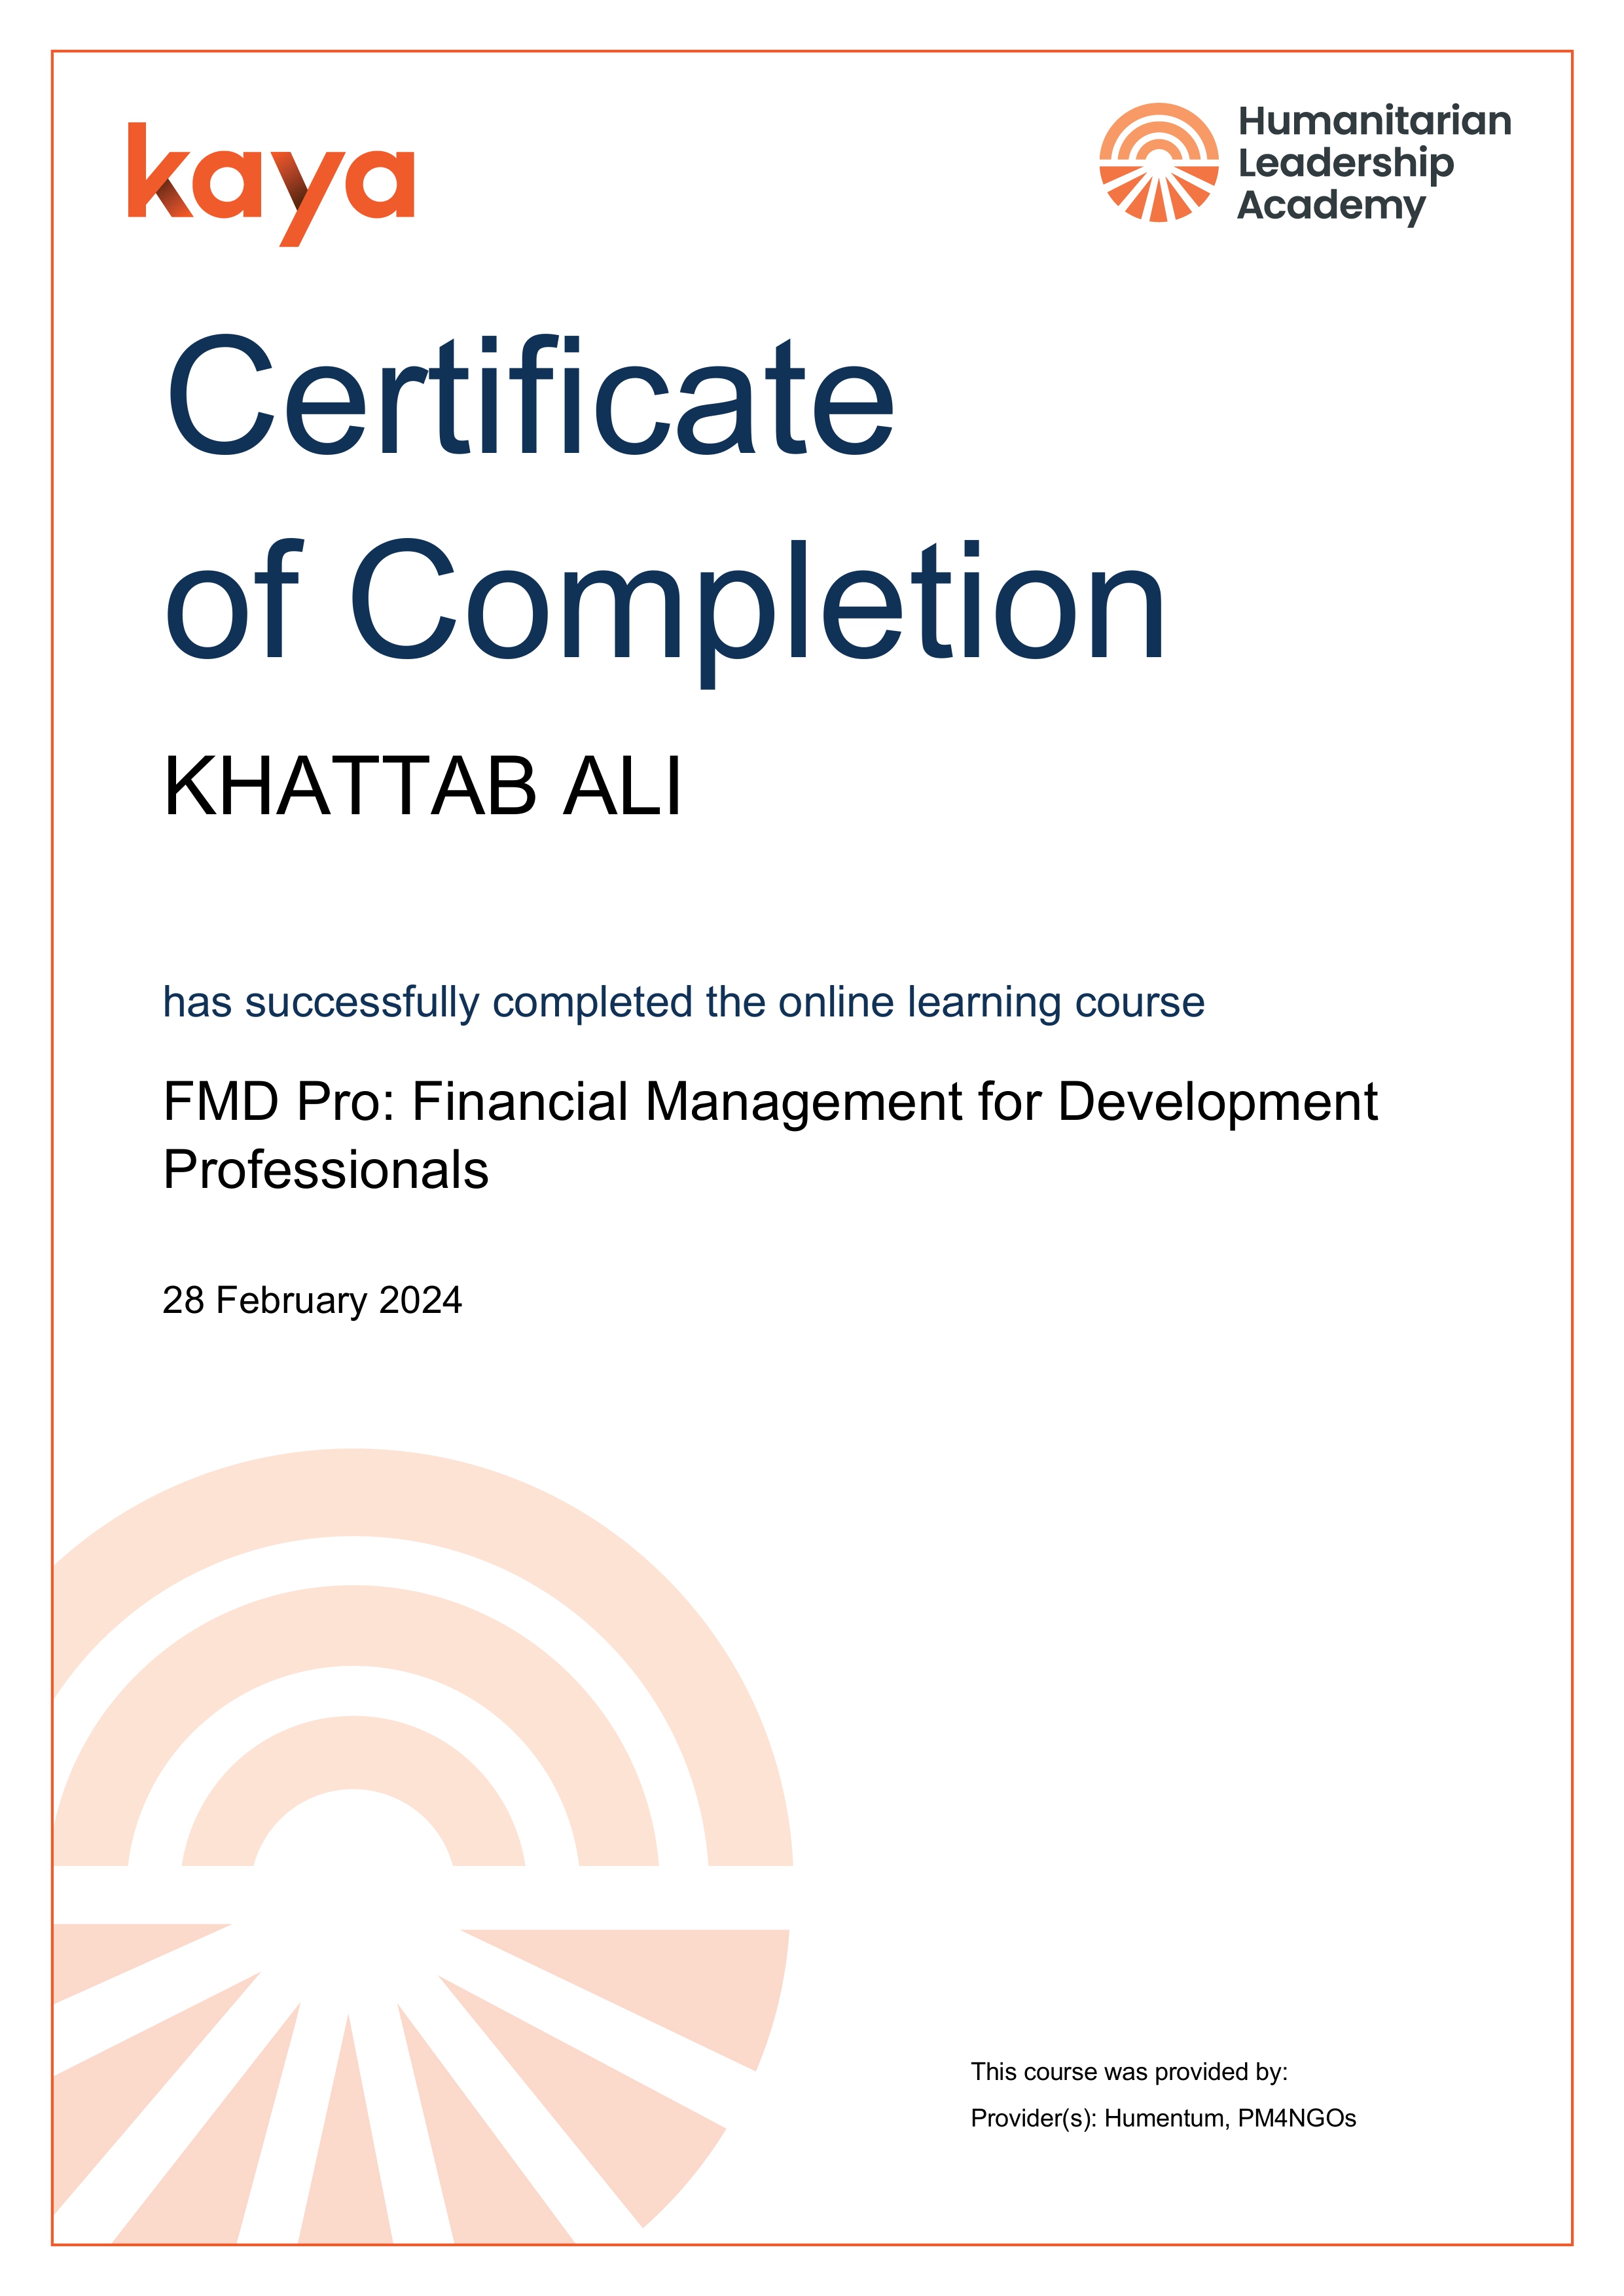 kaya
Humanitarian
Leadership
Academy
Certificate
of Completion
KHATTAB ALI
has successfully completed the online learning course
FMD Pro: Financial Management for Development
Professionals
28 February 2024
This course was provided by:
Provider(s): Humentum, PM4NGOs